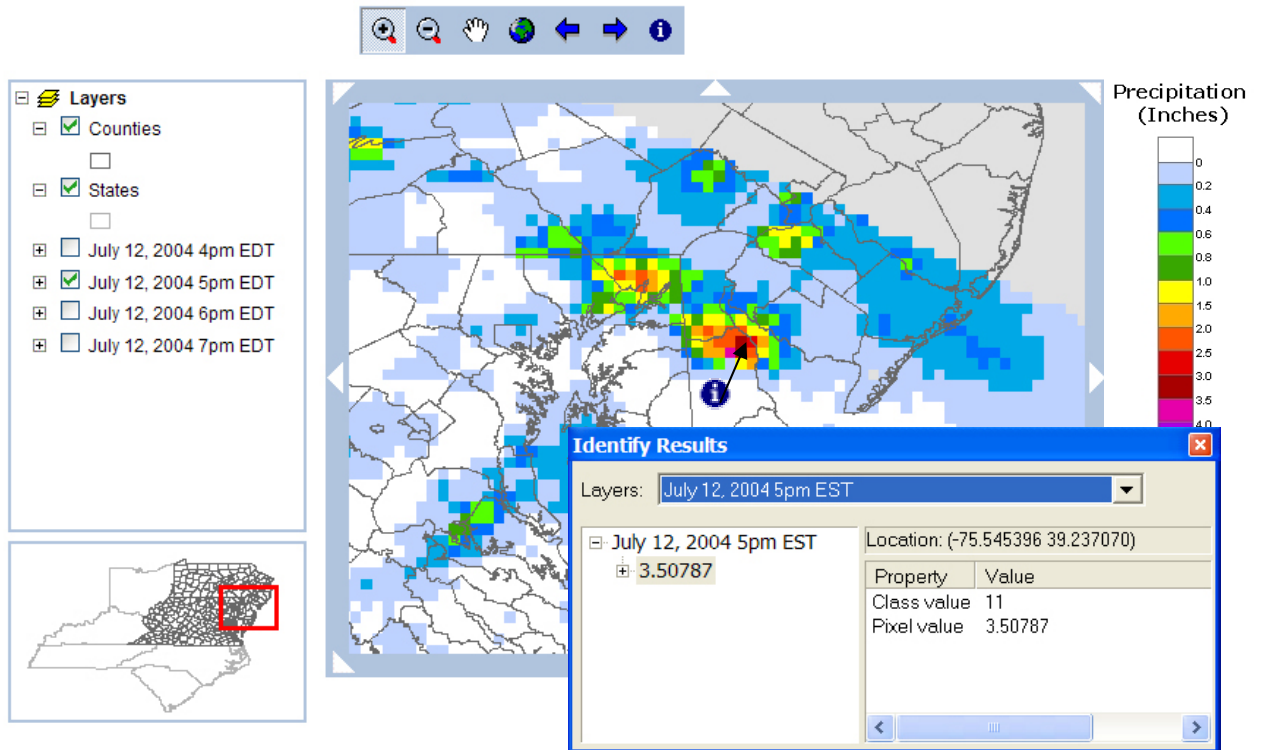 Layers
Counties
States
July 12, 2004 4pm EDT
July 12, 2004 5pm EDT
July 12, 2004 6pm EDT
July 12, 2004 7pm EDT
Precipitation
(Inches)
0
0.2
0.4
0.6
0.8
1.0
1.5
2.0
2.5
3.0
3.5
4.0
Identify Results
Layers: July 12, 2004 5pm EST
July 12, 2004 5pm EST
3.50787
Location: (-75.545396 39.237070)
Property Value
Class value 11
Pixel value 3.50787